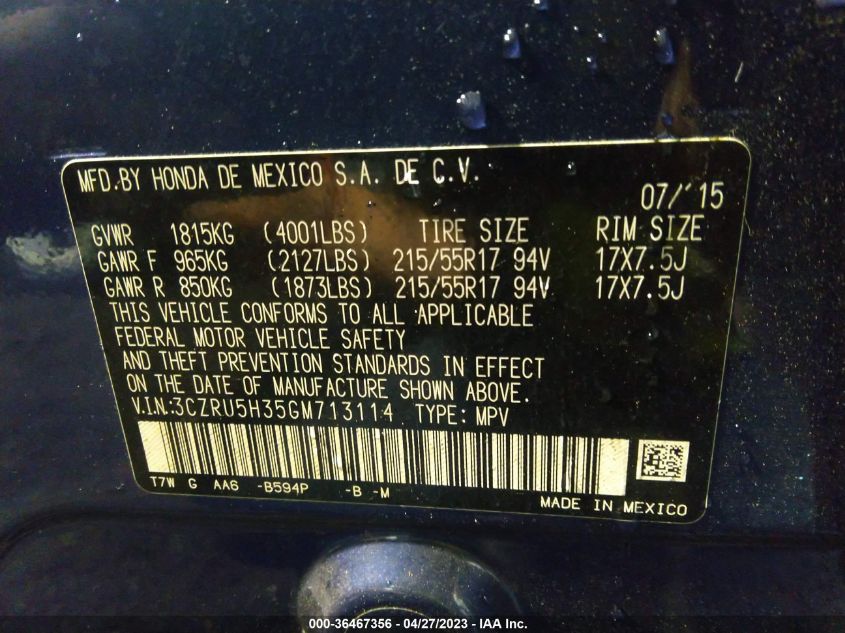 MFD.BY HONDA DE MEXICO S.A. DE C.V.
07/'15
GVWR 1815KG (4001LBS) TIRE SIZE RIM SIZE
GAWR F 965KG (2127LBS) 215/55R17 94V 17X7.5J
GAWR R 850KG (1873LBS) 215/55R17 94V 17X7.5J
THIS VEHICLE CONFORMS TO ALL APPLICABLE
FEDERAL MOTOR VEHICLE SAFETY
AND THEFT PREVENTION STANDARDS IN EFFECT
ON THE DATE OF MANUFACTURE SHOWN ABOVE.
V.I.N:3CZRU5H35GM713114 TYPE: MPV
T7W G AA6 -B594P -B -M
MADE IN MEXICO
000-36467356 - 04/27/2023 - IAA Inc.